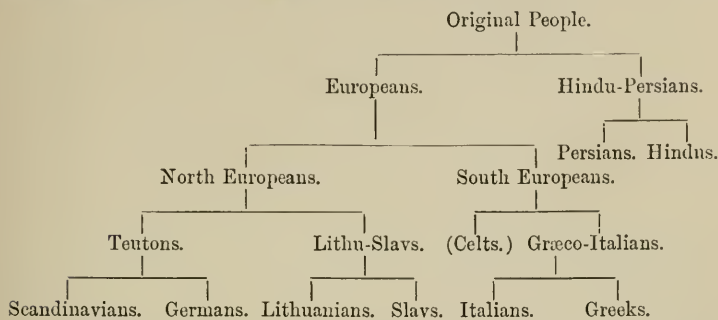 Original People.
Europeans. Hindu-Persians.
Persians. Hindus.
North Europeans. South Europeans.
Teutons. Lithu-Slavs. (Celts.) Græco-Italians.
Scandinavians. Germans. Lithuanians. Slavs. Italians. Greeks.